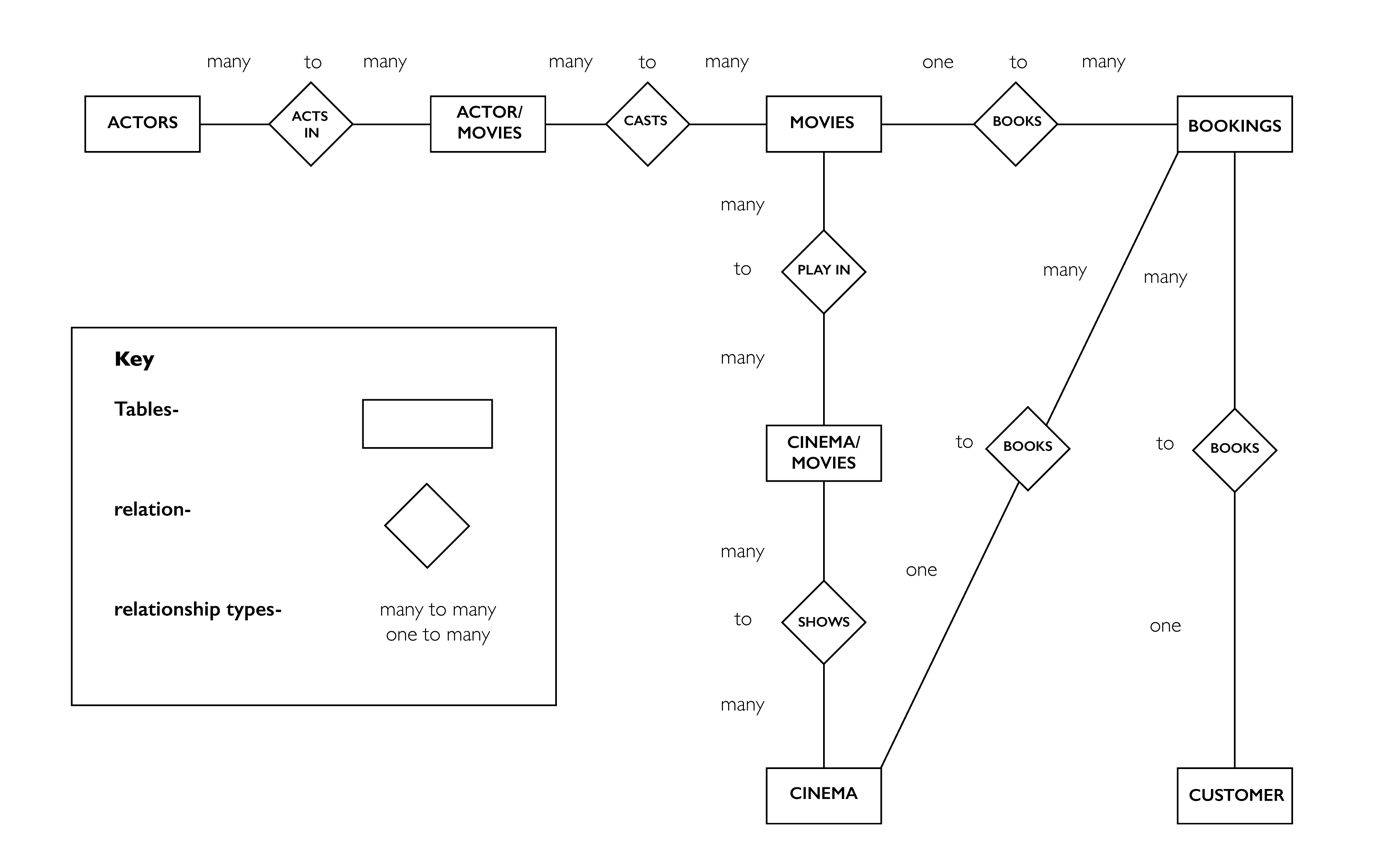 many to many
many to many
one to many
ACTORS
ACTS
IN
ACTOR/
MOVIES
CASTS
MOVIES
BOOKS
BOOKINGS
many
to
PLAY IN
many
many
many
to
BOOKS
one
to
BOOKS
one
CINEMA/
MOVIES
many
to
SHOWS
many
CINEMA
CUSTOMER
Key
Tables-
relation-
relationship types-
many to many
one to many